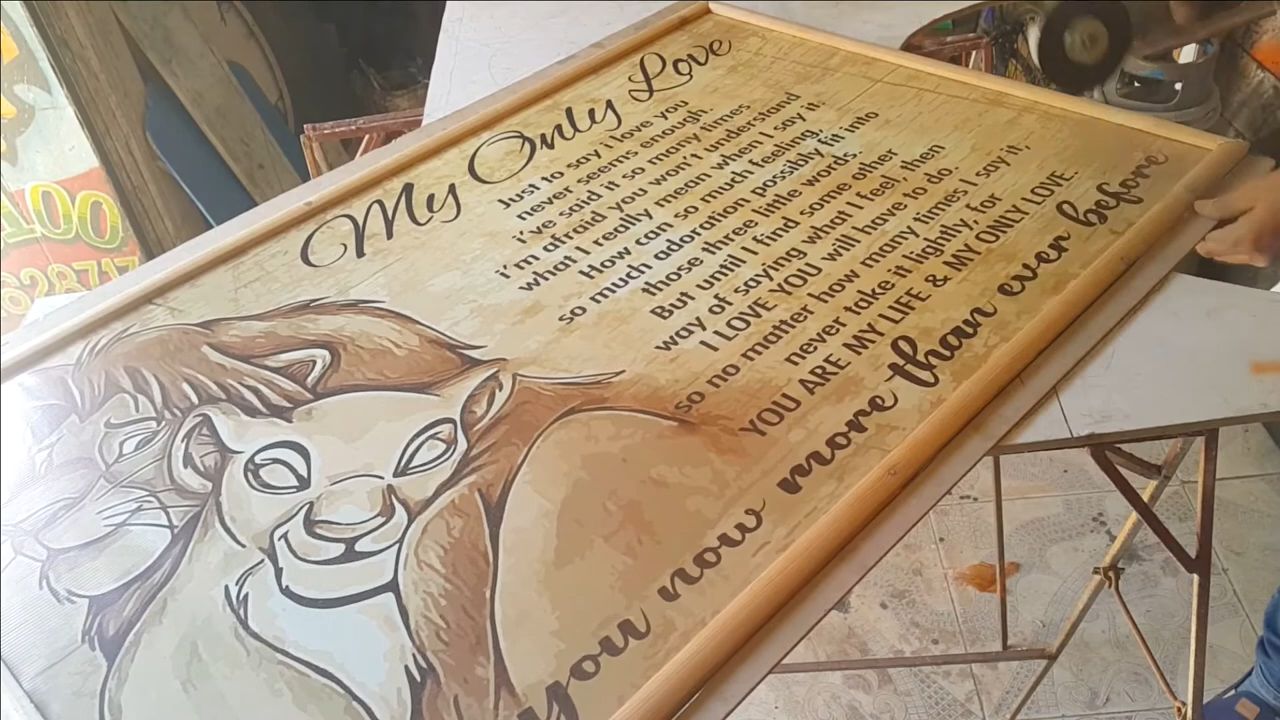 My Only Love
Just to say i love you
never seems enough.
i've said it so many times
i'm afraid you won't understand
what I really mean when I say it.
How can so much feeling,
so much adoration possibly fit into
those three little words.
But until I find some other
way of saying what I feel, then
I LOVE YOU will have to do.
so no matter how many times I say it,
never take it lightly, for
YOU ARE MY LIFE & MY ONLY LOVE.
you now more than ever before
LOO
628717